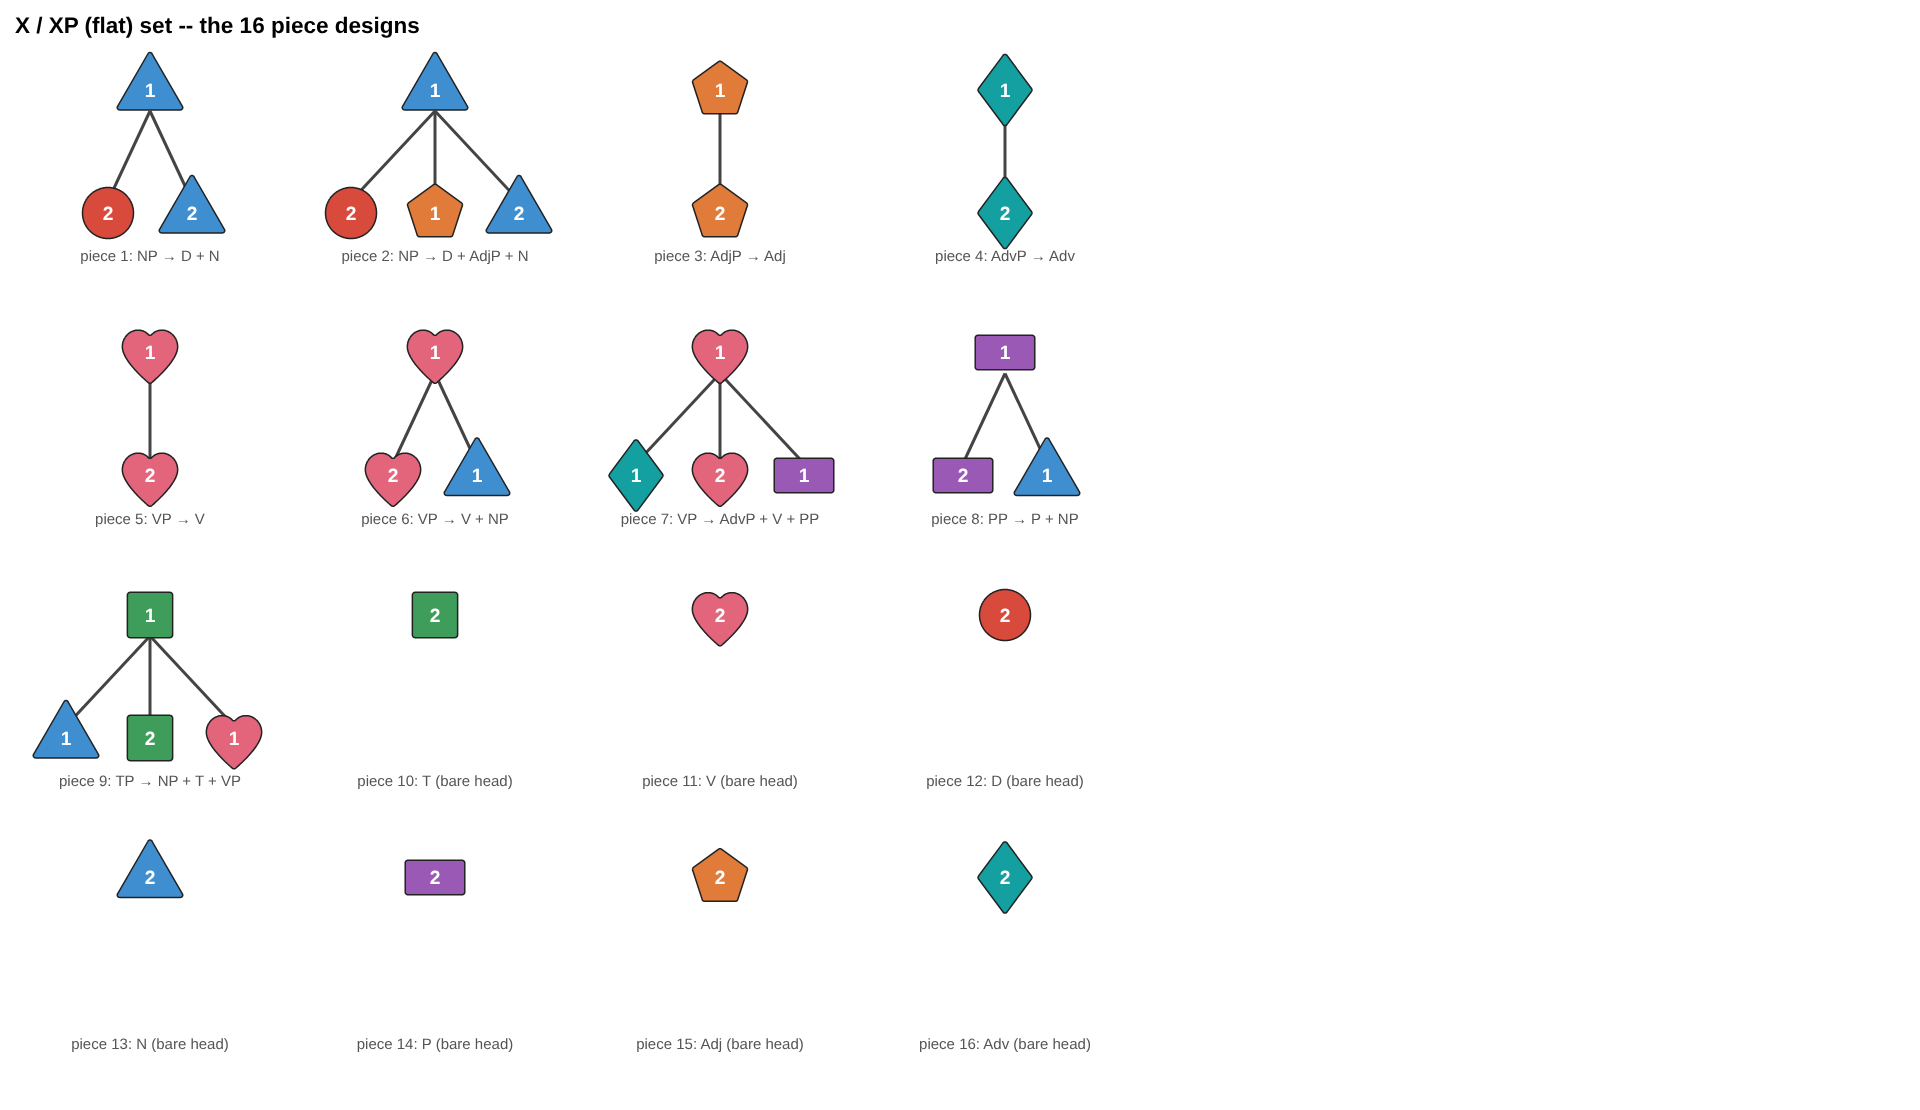 X / XP (flat) set -- the 16 piece designs
1 1 1 1
2 2 2 1 2 2 2
piece 1: NP → D + N piece 2: NP → D + AdjP + N piece 3: AdjP → Adj piece 4: AdvP → Adv
1 1 1 1
2 2 1 1 2 1 2 1
piece 5: VP → V piece 6: VP → V + NP piece 7: VP → AdvP + V + PP piece 8: PP → P + NP
1 2 2 2
1 2 1
piece 9: TP → NP + T + VP piece 10: T (bare head) piece 11: V (bare head) piece 12: D (bare head)
2 2 2 2
piece 13: N (bare head) piece 14: P (bare head) piece 15: Adj (bare head) piece 16: Adv (bare head)